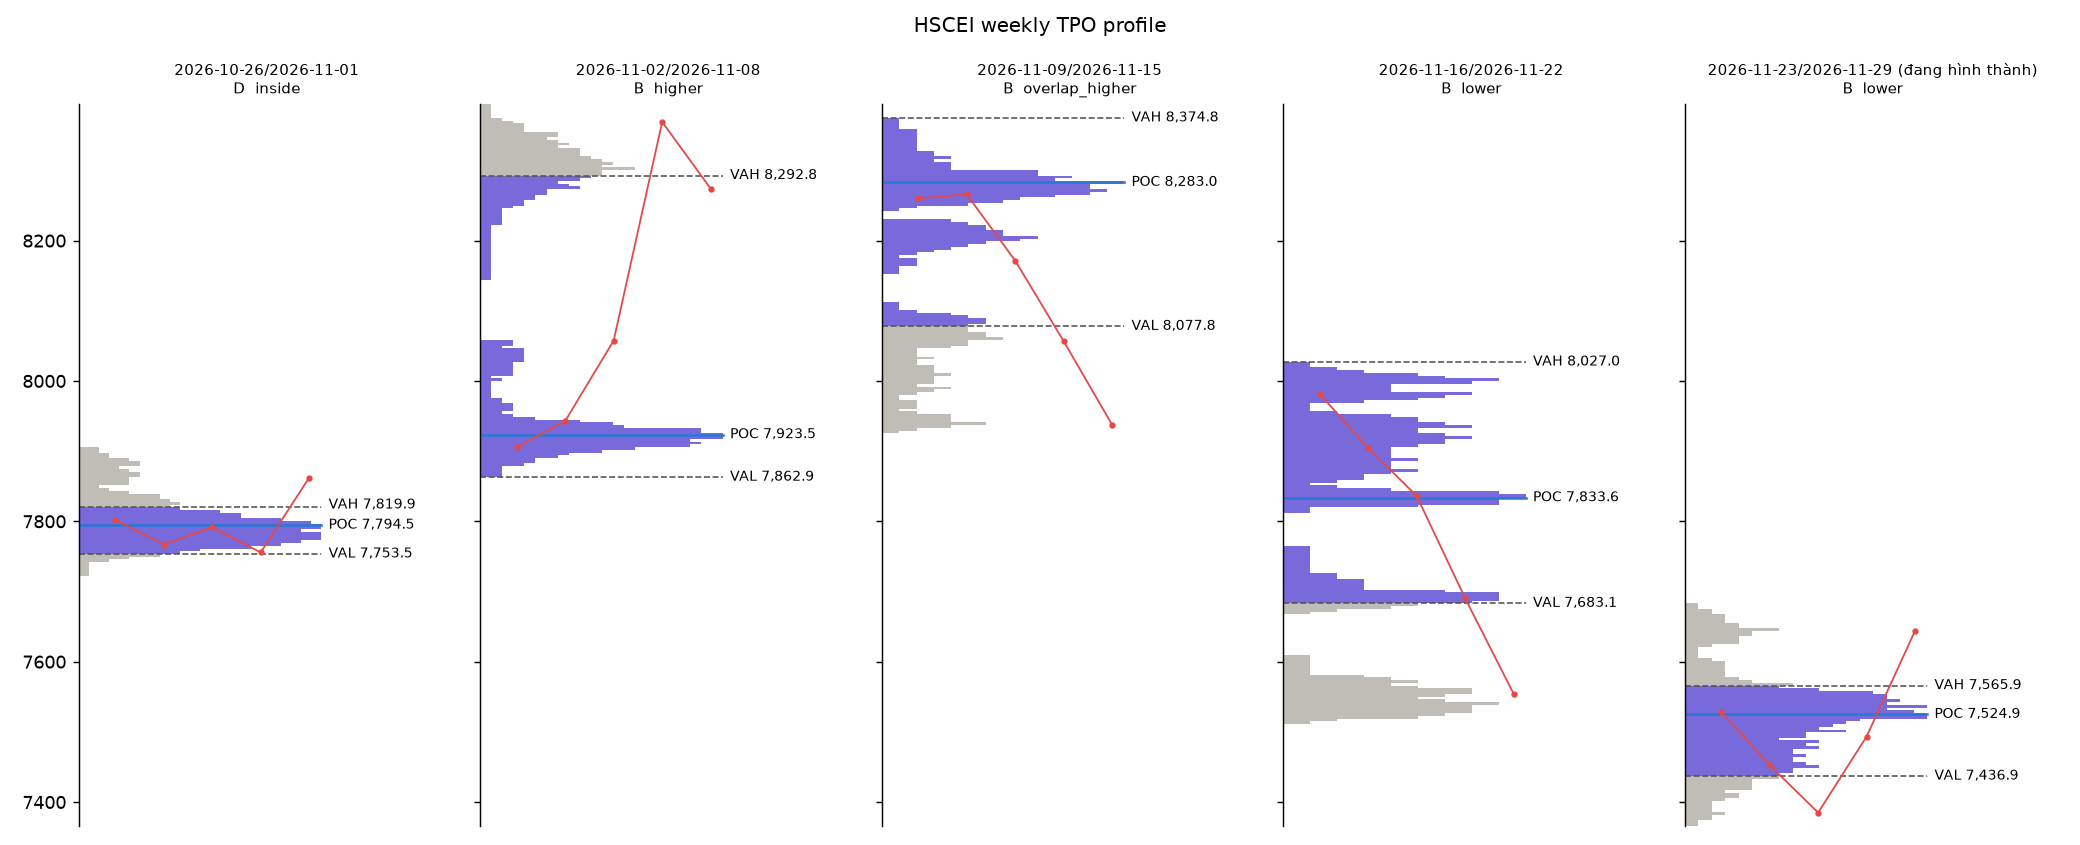 HSCEI weekly TPO profile
2026-10-26/2026-11-01
D  inside
2026-11-02/2026-11-08
B  higher
2026-11-09/2026-11-15
B  overlap_higher
2026-11-16/2026-11-22
B  lower
2026-11-23/2026-11-29 (đang hình thành)
B  lower
8200
8000
7800
7600
7400
VAH 7,819.9
POC 7,794.5
VAL 7,753.5
VAH 8,292.8
POC 7,923.5
VAL 7,862.9
VAH 8,374.8
POC 8,283.0
VAL 8,077.8
VAH 8,027.0
POC 7,833.6
VAL 7,683.1
VAH 7,565.9
POC 7,524.9
VAL 7,436.9